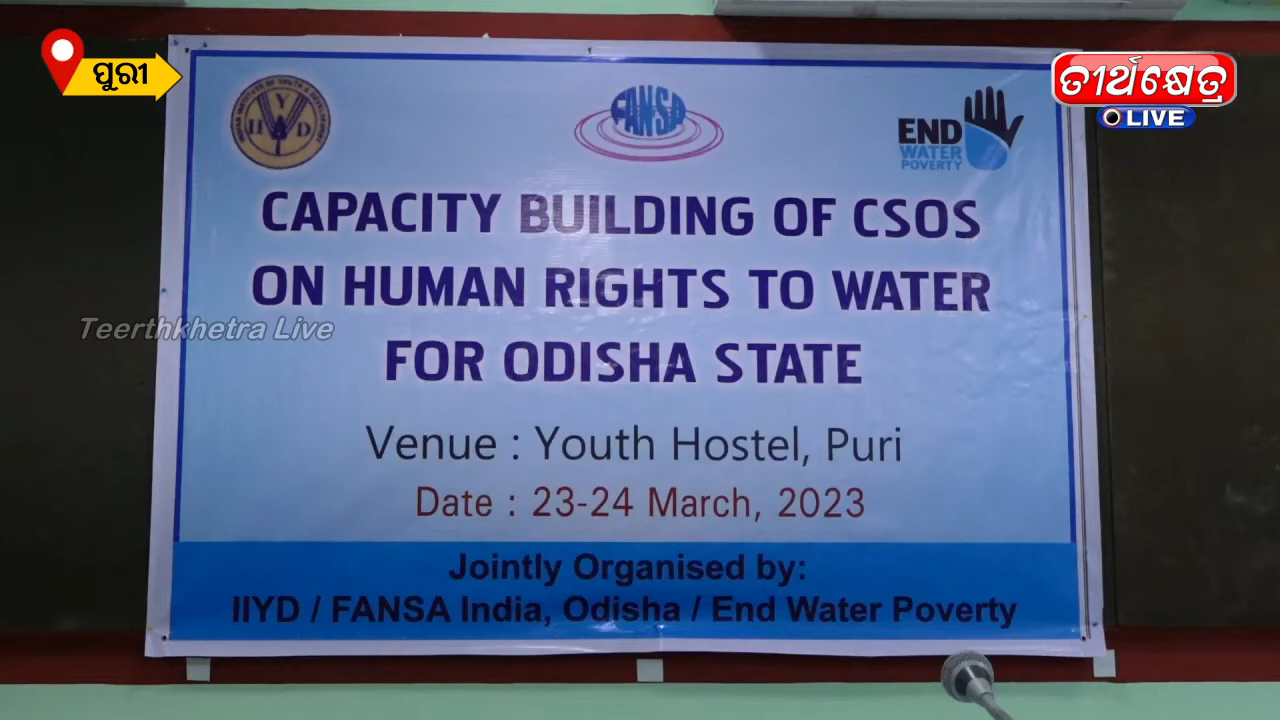 ପୁରୀ
ତୀର୍ଥକ୍ଷେତ୍ର
LIVE
IIYD
FANSA
END
WATER
POVERTY
CAPACITY BUILDING OF CSOS
ON HUMAN RIGHTS TO WATER
Teerthkhetra Live
FOR ODISHA STATE
Venue : Youth Hostel, Puri
Date : 23-24 March, 2023
Jointly Organised by:
IIYD / FANSA India, Odisha / End Water Poverty